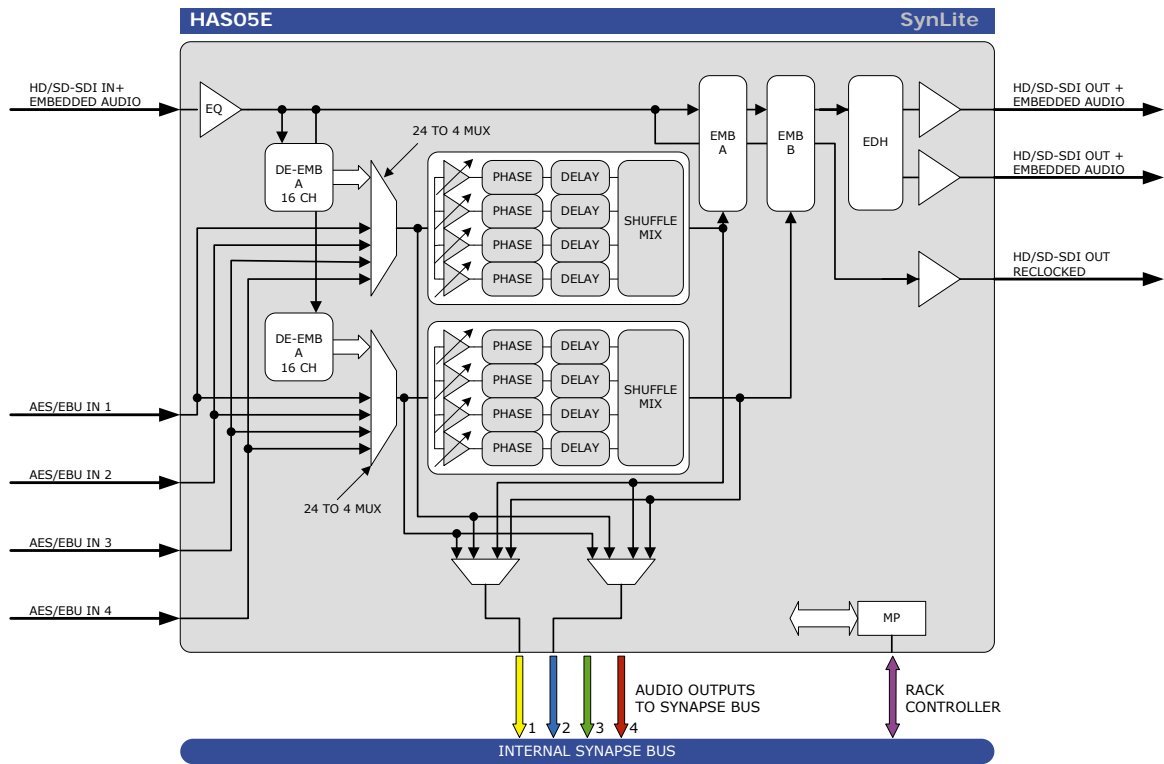 HAS05E
SynLite
HD/SD-SDI IN+
EMBEDDED AUDIO
EQ
HD/SD-SDI OUT +
EMBEDDED AUDIO
EMB
A
EMB
B
EDH
24 TO 4 MUX
DE-EMB
A
16 CH
HD/SD-SDI OUT +
EMBEDDED AUDIO
PHASE
DELAY
PHASE
DELAY
PHASE
DELAY
PHASE
DELAY
SHUFFLE
MIX
HD/SD-SDI OUT
RECLOCKED
DE-EMB
A
16 CH
PHASE
DELAY
PHASE
DELAY
PHASE
DELAY
PHASE
DELAY
SHUFFLE
MIX
AES/EBU IN 1
AES/EBU IN 2
24 TO 4 MUX
AES/EBU IN 3
AES/EBU IN 4
MP
AUDIO OUTPUTS
TO SYNAPSE BUS
RACK
CONTROLLER
1
2
3
4
INTERNAL SYNAPSE BUS